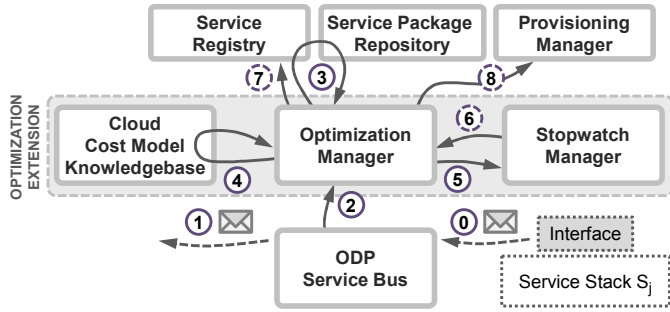 Service
Registry
Service Package
Repository
Provisioning
Manager
7
3
8
OPTIMIZATION
EXTENSION
Cloud
Cost Model
Knowledgebase
Optimization
Manager
6
Stopwatch
Manager
4
5
1
2
0
ODP
Service Bus
Interface
Service Stack Sj